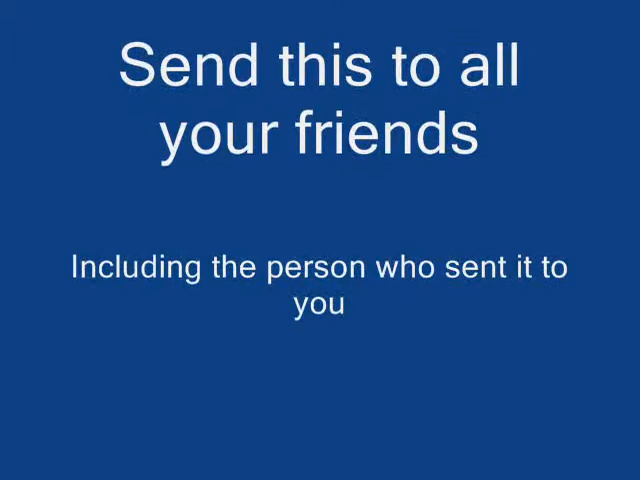 Send this to all
your friends
Including the person who sent it to
you